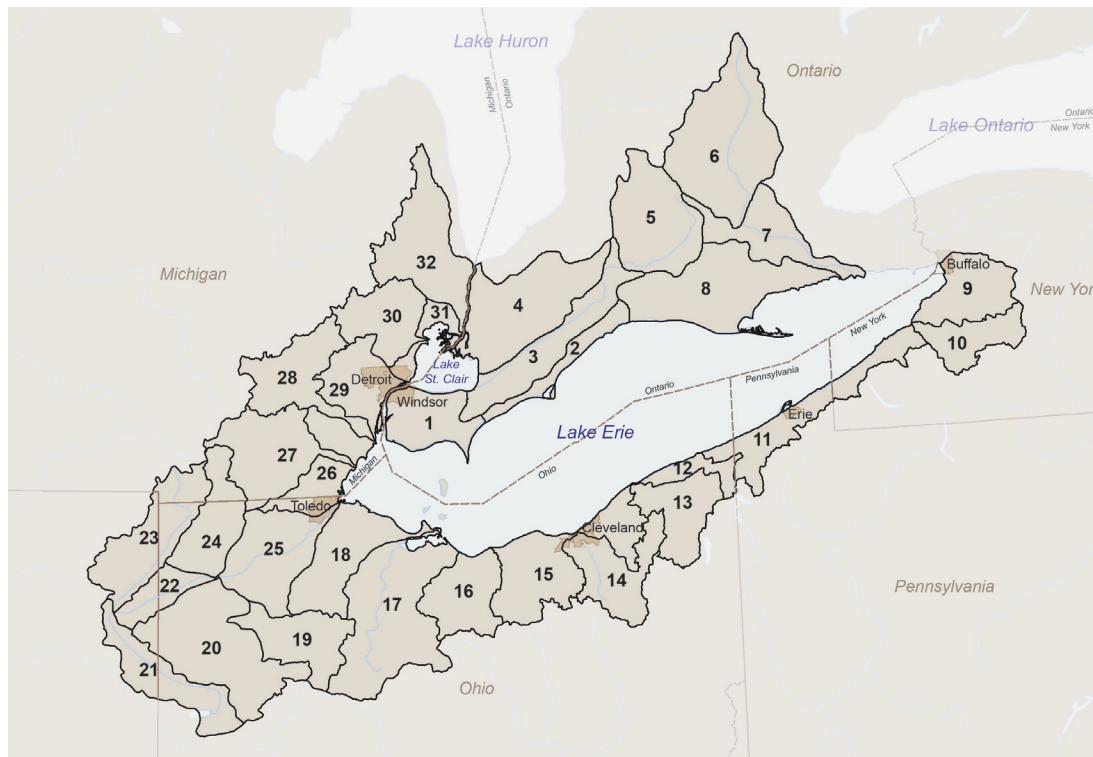 Lake Huron
Ontario
Michigan
Ontario
Ontario
New York
Lake Ontario
6
5
7
32
Michigan
Buffalo
8
9
New Yor
4
30
31
New York
10
3
2
Lake
St. Clair
28
Detroit
29
Pennsylvania
Ontario
Windsor
1
Erie
Lake Erie
11
27
26
Michigan
Ohio
12
13
Toledo
Cleveland
23
24
25
18
22
14
15
16
17
Pennsylvania
19
20
21
Ohio